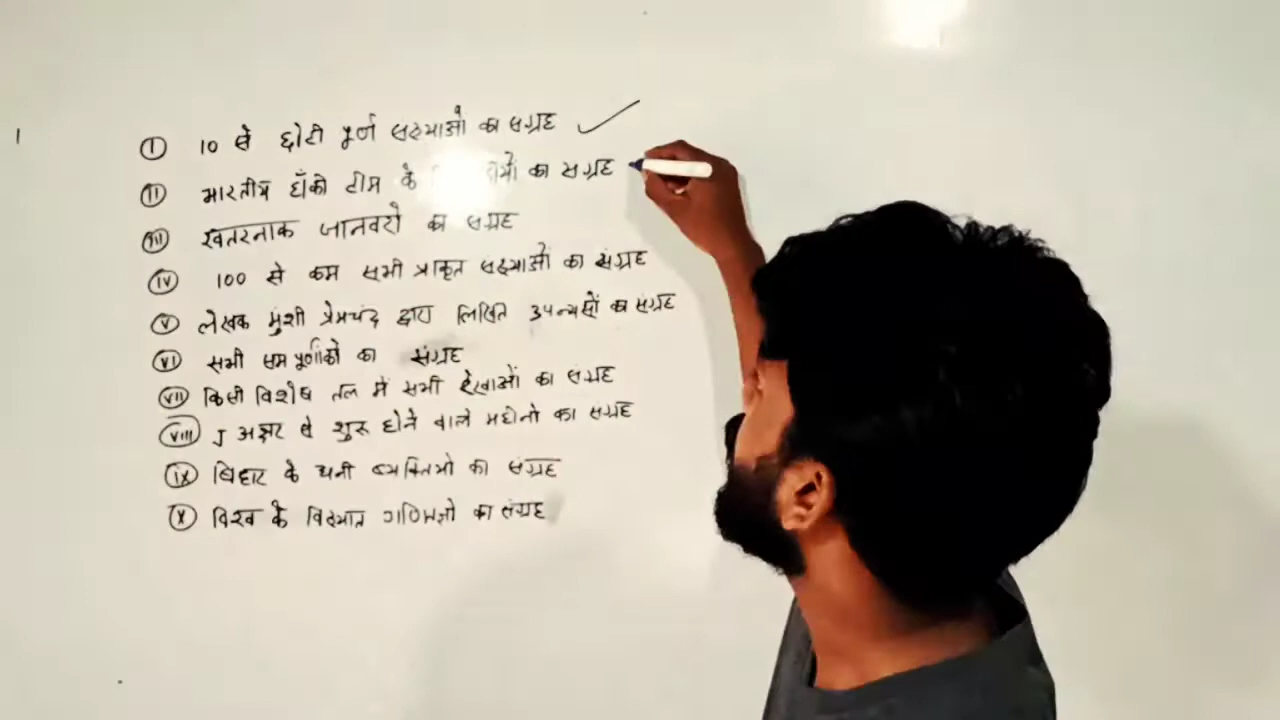 (I) 10 से छोटी पूर्ण संख्याओं का संग्रह ✓
(II) भारतीय हॉकी टीम के का संग्रह
(III) खतरनाक जानवरो का संग्रह
(IV) 100 से कम सभी प्राकृत संख्याओं का संग्रह
(V) लेखक मुंशी प्रेमचंद द्वारा लिखित उपन्यासों का संग्रह
(VI) सभी सम पूर्णांको का संग्रह
(VII) किसी विशेष तल में सभी रेखाओं का संग्रह
(VIII) J अक्षर से शुरू होने वाले महीनो का संग्रह
(IX) बिहार के धनी व्यक्तियो का संग्रह
(X) विश्व के विख्यात गणितज्ञो का संग्रह